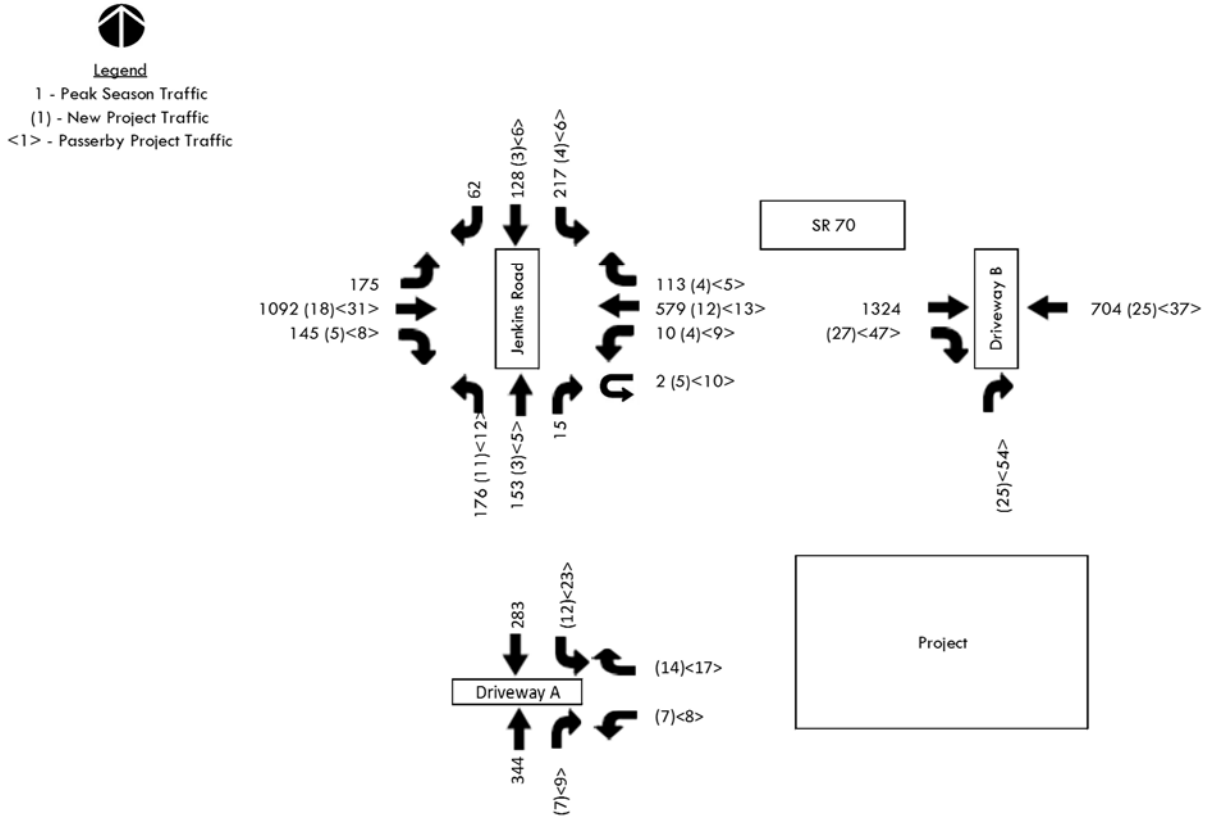 Legend
1 - Peak Season Traffic
(1) - New Project Traffic
<1> - Passerby Project Traffic
62
128 (3)<6>
217 (4)<6>
SR 70
175
1092 (18)<31>
145 (5)<8>
Jenkins Road
113 (4)<5>
579 (12)<13>
10 (4)<9>
2 (5)<10>
1324
(27)<47>
Driveway B
704 (25)<37>
176 (11)<12>
153 (3)<5>
15
(25)<54>
283
(12)<23>
Driveway A
(14)<17>
(7)<8>
344
(7)<9>
Project